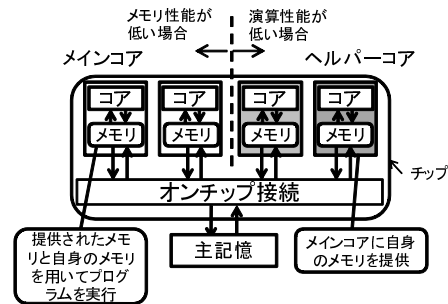 メモリ性能が
低い場合
演算性能が
低い場合
メインコア
ヘルパーコア
コア
コア
コア
コア
メモリ
メモリ
メモリ
メモリ
チップ
オンチップ接続
提供されたメモ
リと自身のメモリ
を用いてプログ
ラムを実行
主記憶
メインコアに自身
のメモリを提供